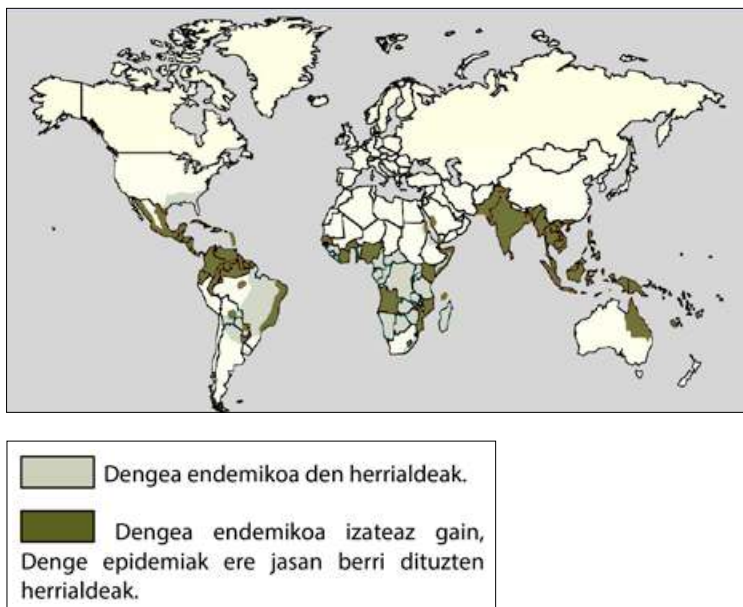 Dengea endemikoa den herrialdeak.
Dengea endemikoa izateaz gain,
Denge epidemiak ere jasan berri dituzten
herrialdeak.